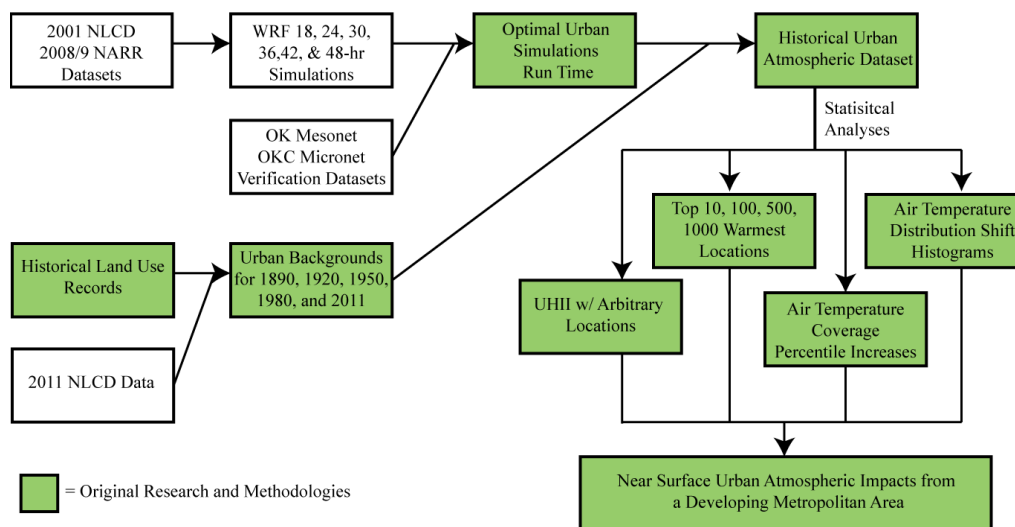 2001 NLCD
2008/9 NARR
Datasets
WRF 18, 24, 30,
36,42, & 48-hr
Simulations
Optimal Urban
Simulations
Run Time
Historical Urban
Atmospheric Dataset
OK Mesonet
OKC Micronet
Verification Datasets
Statisitcal
Analyses
Historical Land Use
Records
Urban Backgrounds
for 1890, 1920, 1950,
1980, and 2011
2011 NLCD Data
UHII w/ Arbitrary
Locations
Top 10, 100, 500,
1000 Warmest
Locations
Air Temperature
Coverage
Percentile Increases
Air Temperature
Distribution Shift
Histograms
Near Surface Urban Atmospheric Impacts from
a Developing Metropolitan Area
= Original Research and Methodologies